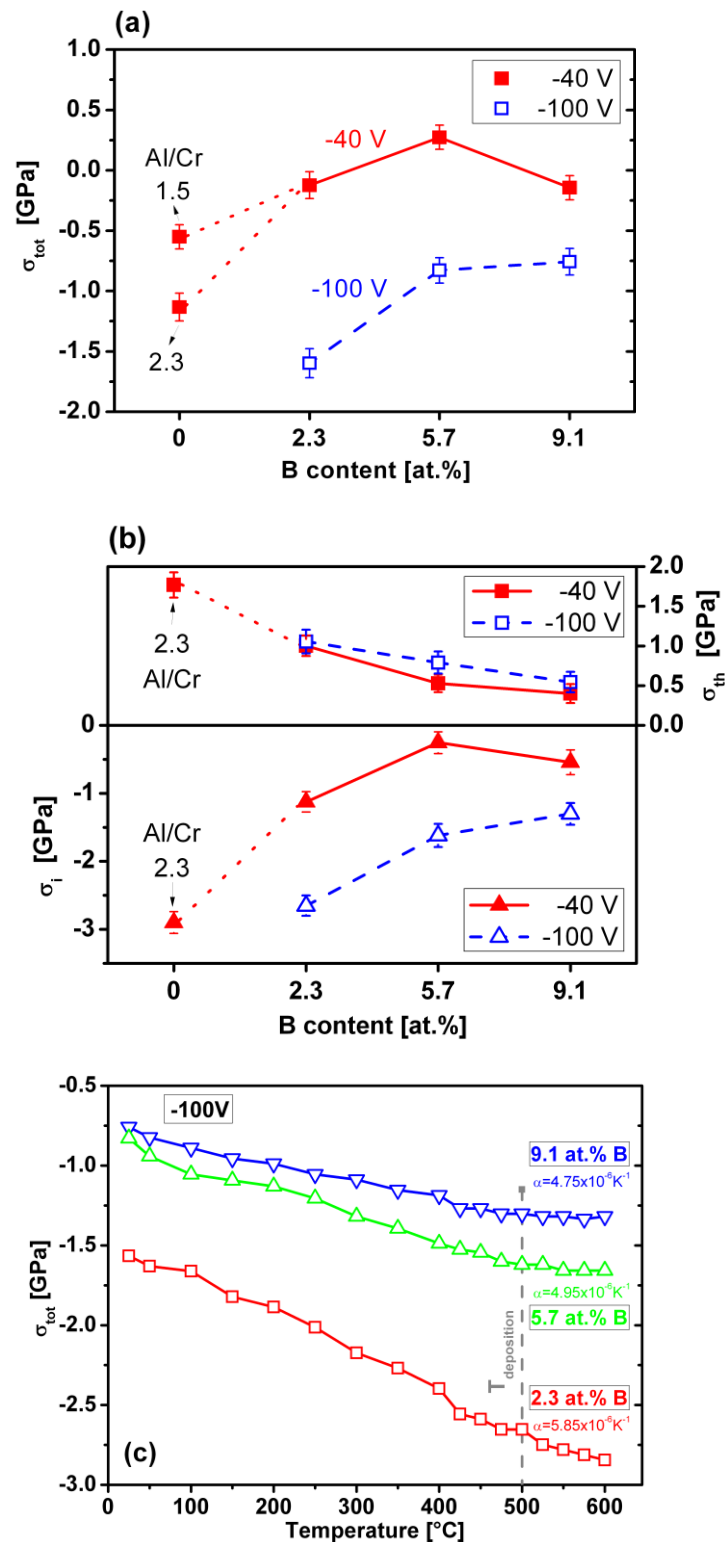 (a)
1.0
0.5
0.0
-0.5
-1.0
-1.5
-2.0
σtot [GPa]
-40 V
-100 V
-40 V
Al/Cr
1.5
-100 V
2.3
0 2.3 5.7 9.1
B content [at.%]
(b)
2.0
1.5
1.0
0.5
0.0
σth [GPa]
-40 V
-100 V
2.3
Al/Cr
0
-1
-2
-3
σi [GPa]
Al/Cr
2.3
-40 V
-100 V
0 2.3 5.7 9.1
B content [at.%]
-0.5
-1.0
-1.5
-2.0
-2.5
-3.0
σtot [GPa]
-100V
9.1 at.% B
α=4.75x10⁻⁶K⁻¹
α=4.95x10⁻⁶K⁻¹
5.7 at.% B
Tdeposition
2.3 at.% B
α=5.85x10⁻⁶K⁻¹
(c)
0 100 200 300 400 500 600
Temperature [°C]